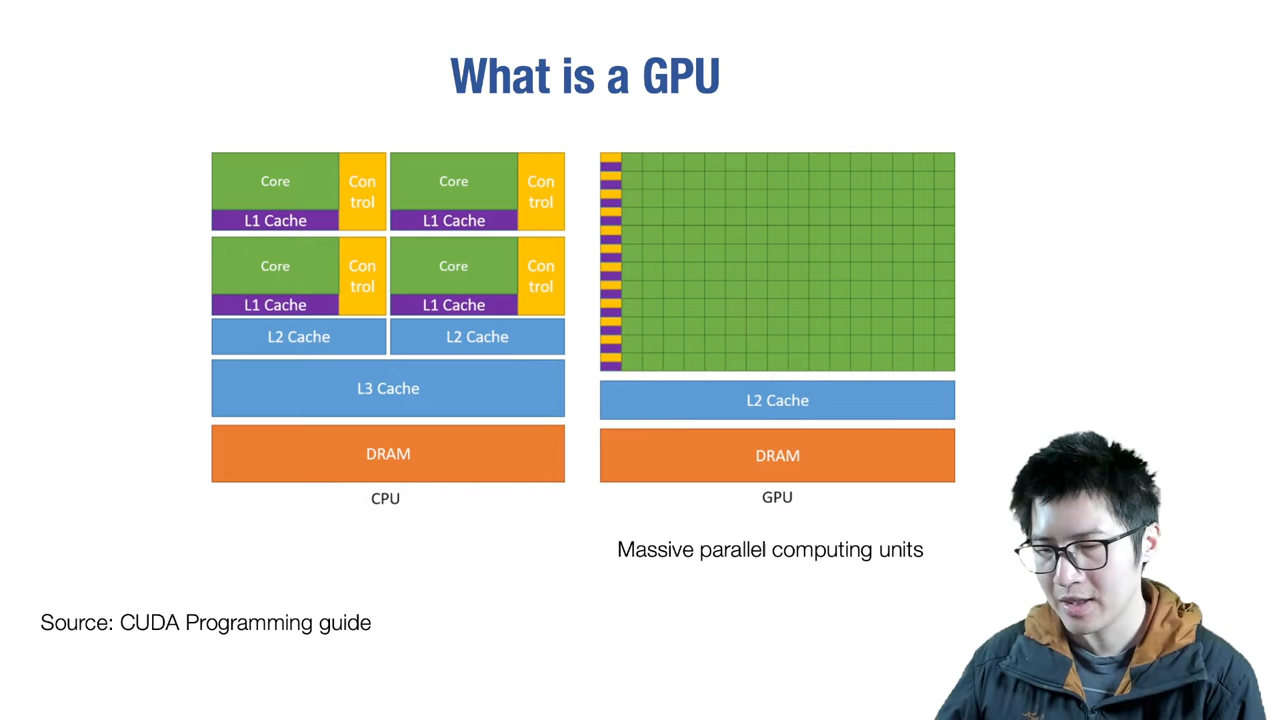 What is a GPU
Core
Con
trol
L1 Cache
Core
Con
trol
L1 Cache
Core
Con
trol
L1 Cache
Core
Con
trol
L1 Cache
L2 Cache
L2 Cache
L3 Cache
DRAM
CPU
L2 Cache
DRAM
GPU
Massive parallel computing units
Source: CUDA Programming guide